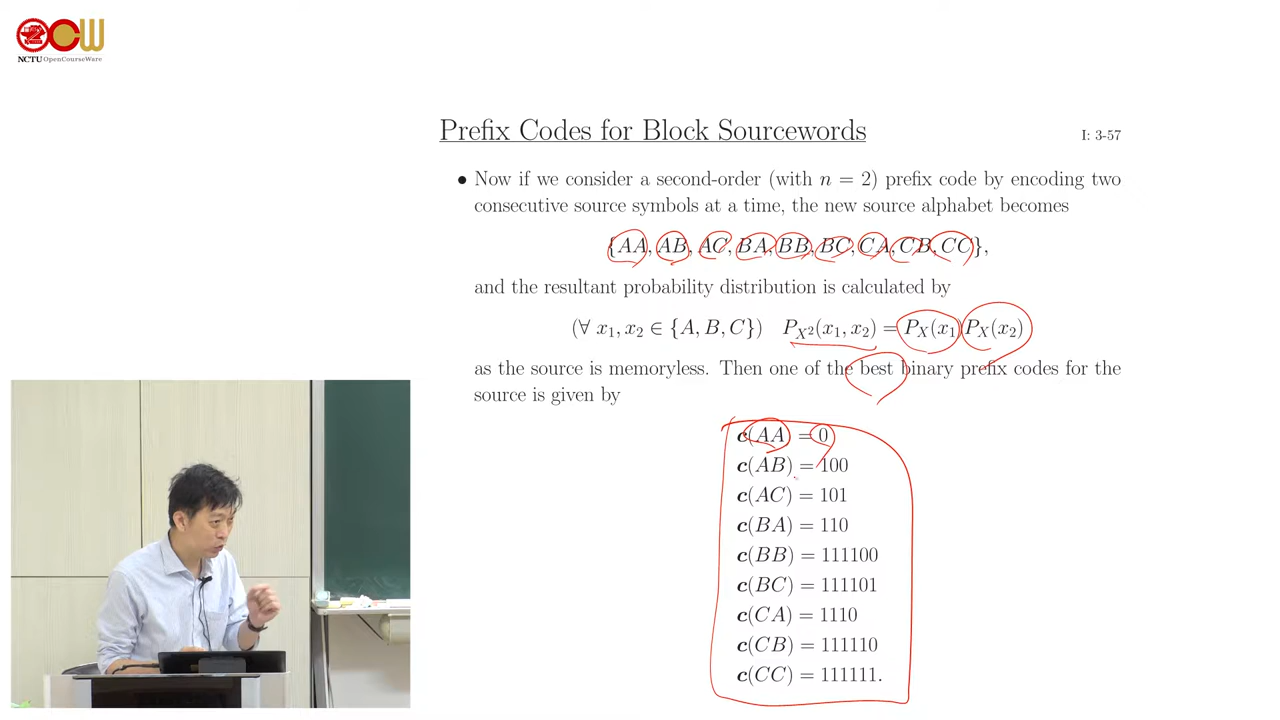 NCTU OpenCourseWare
Prefix Codes for Block Sourcewords
I: 3-57
• Now if we consider a second-order (with n = 2) prefix code by encoding two
consecutive source symbols at a time, the new source alphabet becomes
{AA, AB, AC, BA, BB, BC, CA, CB, CC},
and the resultant probability distribution is calculated by
(∀ x₁, x₂ ∈ {A, B, C}) P_{X²}(x₁, x₂) = P_X(x₁)P_X(x₂)
as the source is memoryless. Then one of the best binary prefix codes for the
source is given by
c(AA) = 0
c(AB) = 100
c(AC) = 101
c(BA) = 110
c(BB) = 111100
c(BC) = 111101
c(CA) = 1110
c(CB) = 111110
c(CC) = 111111.